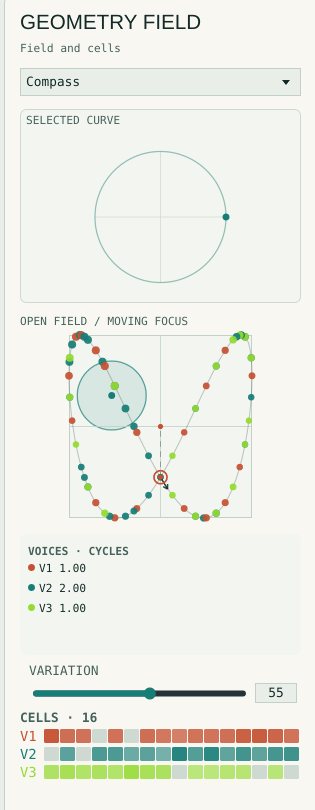 GEOMETRY FIELD
Field and cells
Compass
SELECTED CURVE
OPEN FIELD / MOVING FOCUS
VOICES · CYCLES
V1 1.00
V2 2.00
V3 1.00
VARIATION
55
CELLS · 16
V1
V2
V3